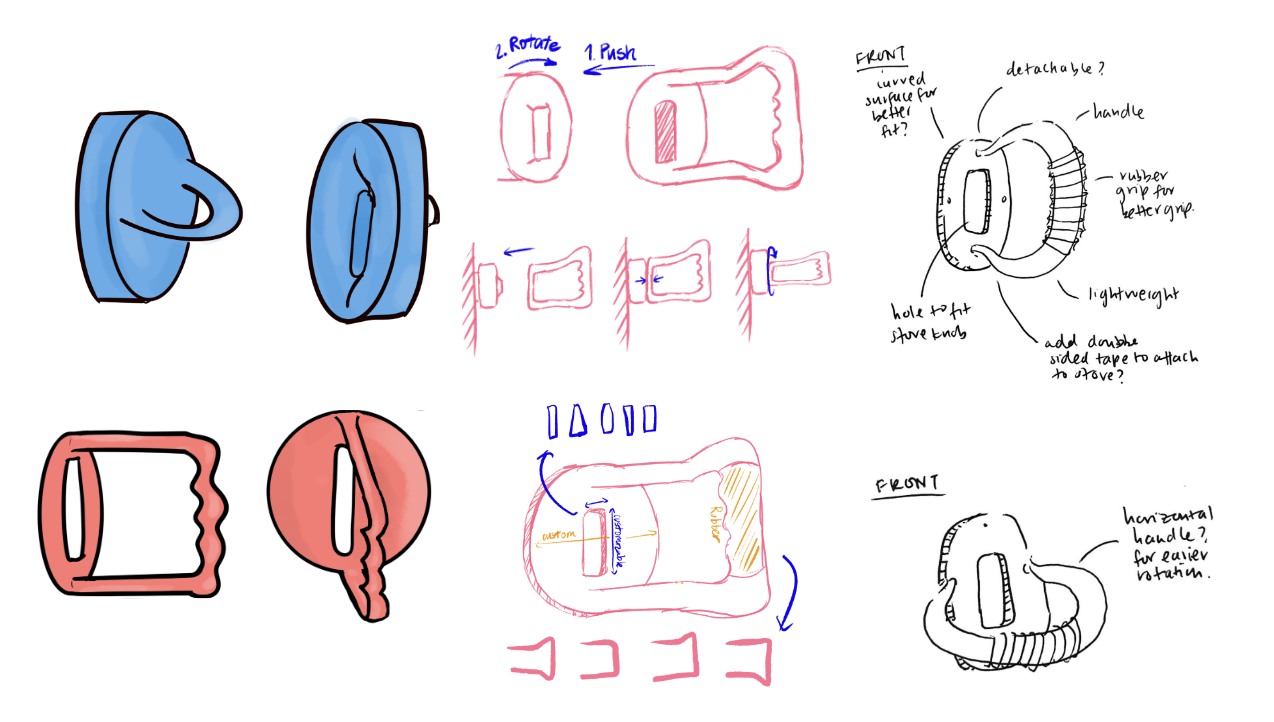 2. Rotate
1. Push
custom
customizable
Rubber
FRONT
curved
surface for
better
fit?
detachable?
handle
rubber
grip for
better grip.
lightweight
hole to fit
stove knob
add double
sided tape to attach
to stove?
FRONT
horizontal
handle?
for easier
rotation.